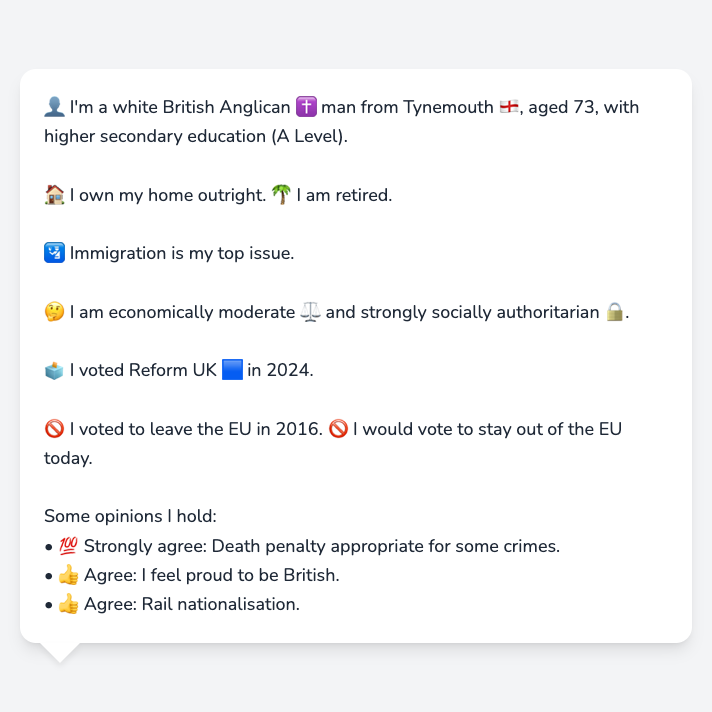 👤 I'm a white British Anglican ✝️ man from Tynemouth 🏴󠁧󠁢󠁥󠁮󠁧󠁿, aged 73, with
higher secondary education (A Level).
🏠 I own my home outright. 🌴 I am retired.
🛂 Immigration is my top issue.
🤔 I am economically moderate ⚖️ and strongly socially authoritarian 🔒.
🗳️ I voted Reform UK 🟦 in 2024.
🚫 I voted to leave the EU in 2016. 🚫 I would vote to stay out of the EU
today.
Some opinions I hold:
• 💯 Strongly agree: Death penalty appropriate for some crimes.
• 👍 Agree: I feel proud to be British.
• 👍 Agree: Rail nationalisation.